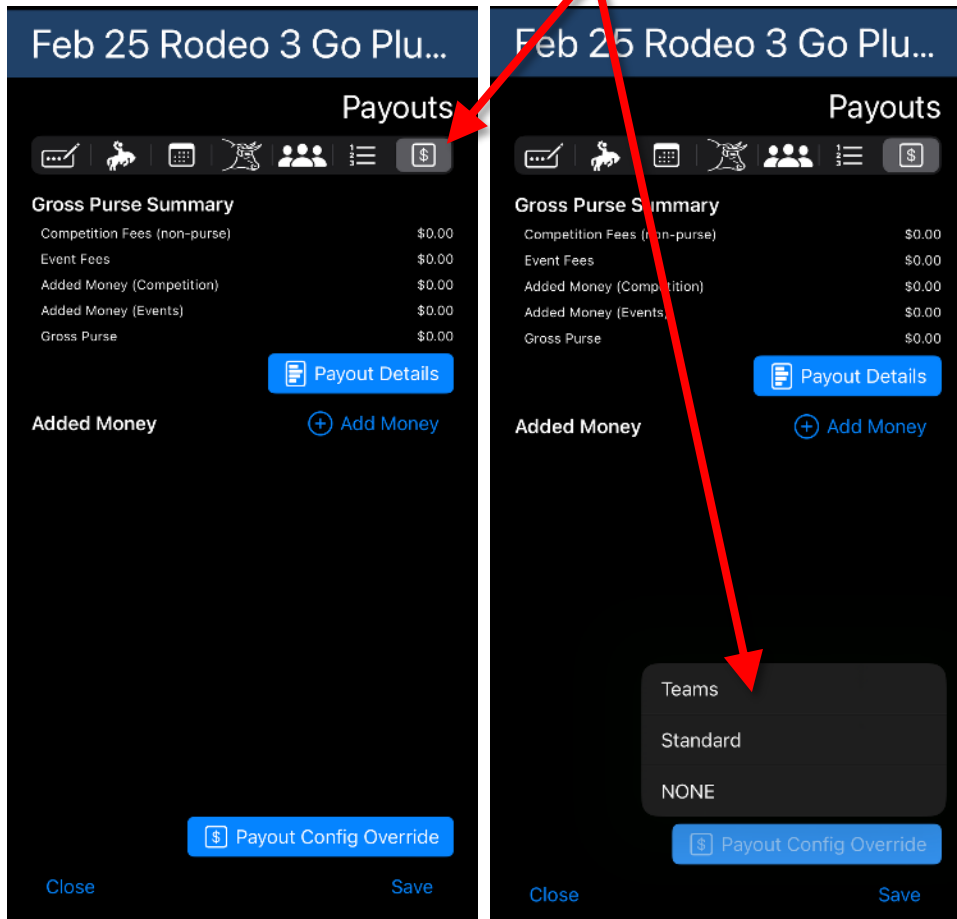 Feb 25 Rodeo 3 Go Plu...
Payouts
Gross Purse Summary
Competition Fees (non-purse) $0.00
Event Fees $0.00
Added Money (Competition) $0.00
Added Money (Events) $0.00
Gross Purse $0.00
Payout Details
Added Money Add Money
Payout Config Override
Close Save
Feb 25 Rodeo 3 Go Plu...
Payouts
Gross Purse Summary
Competition Fees (non-purse) $0.00
Event Fees $0.00
Added Money (Competition) $0.00
Added Money (Events) $0.00
Gross Purse $0.00
Payout Details
Added Money Add Money
Teams
Standard
NONE
Payout Config Override
Close Save